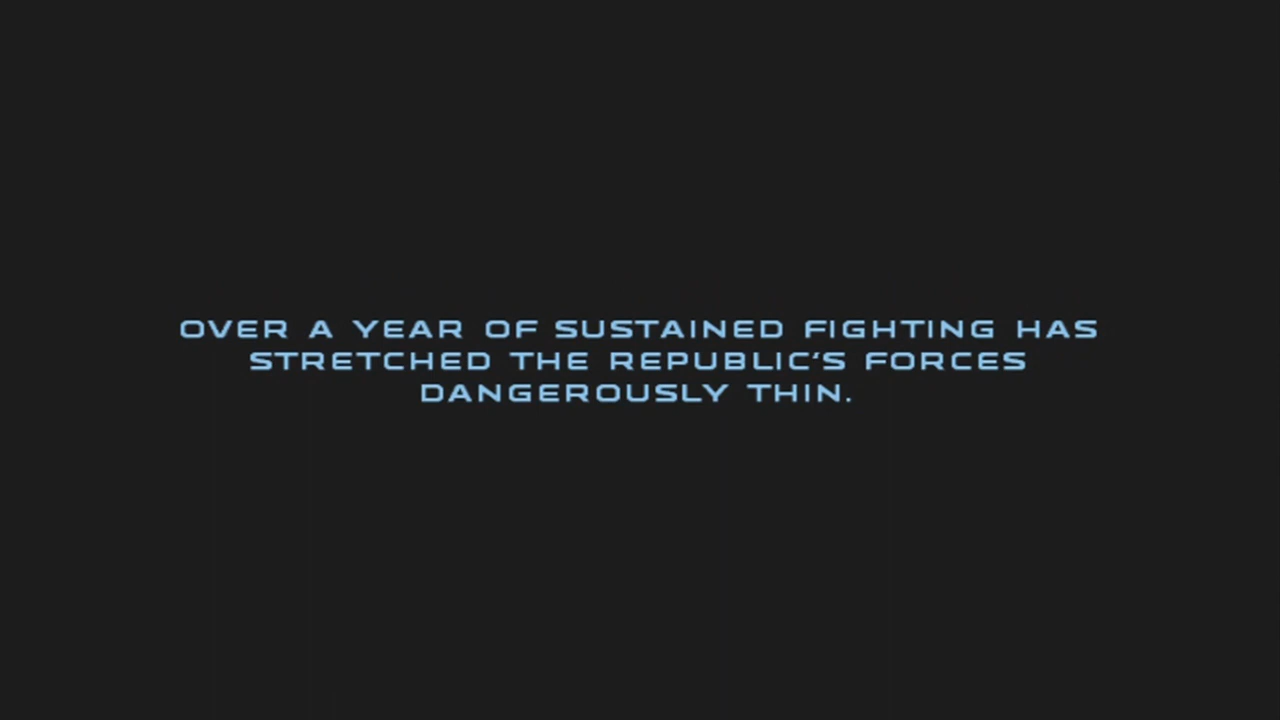 OVER A YEAR OF SUSTAINED FIGHTING HAS
STRETCHED THE REPUBLIC'S FORCES
DANGEROUSLY THIN.